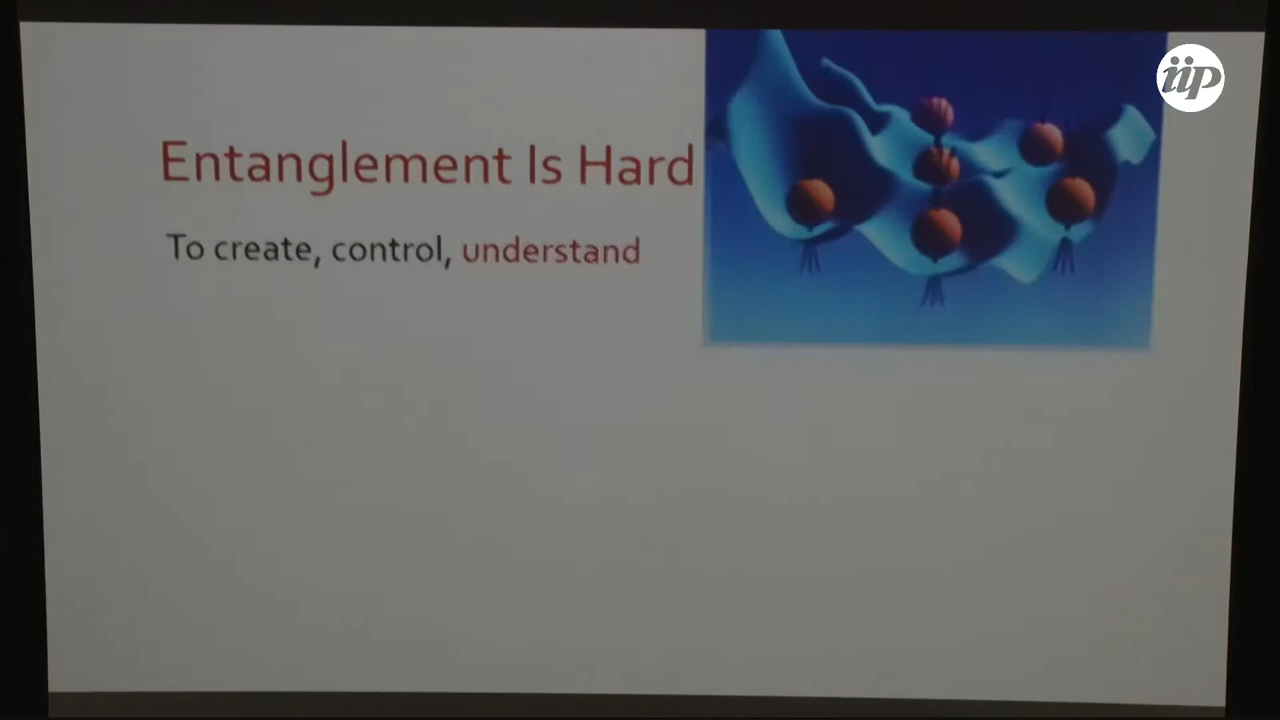 Entanglement Is Hard
To create, control, understand
iip